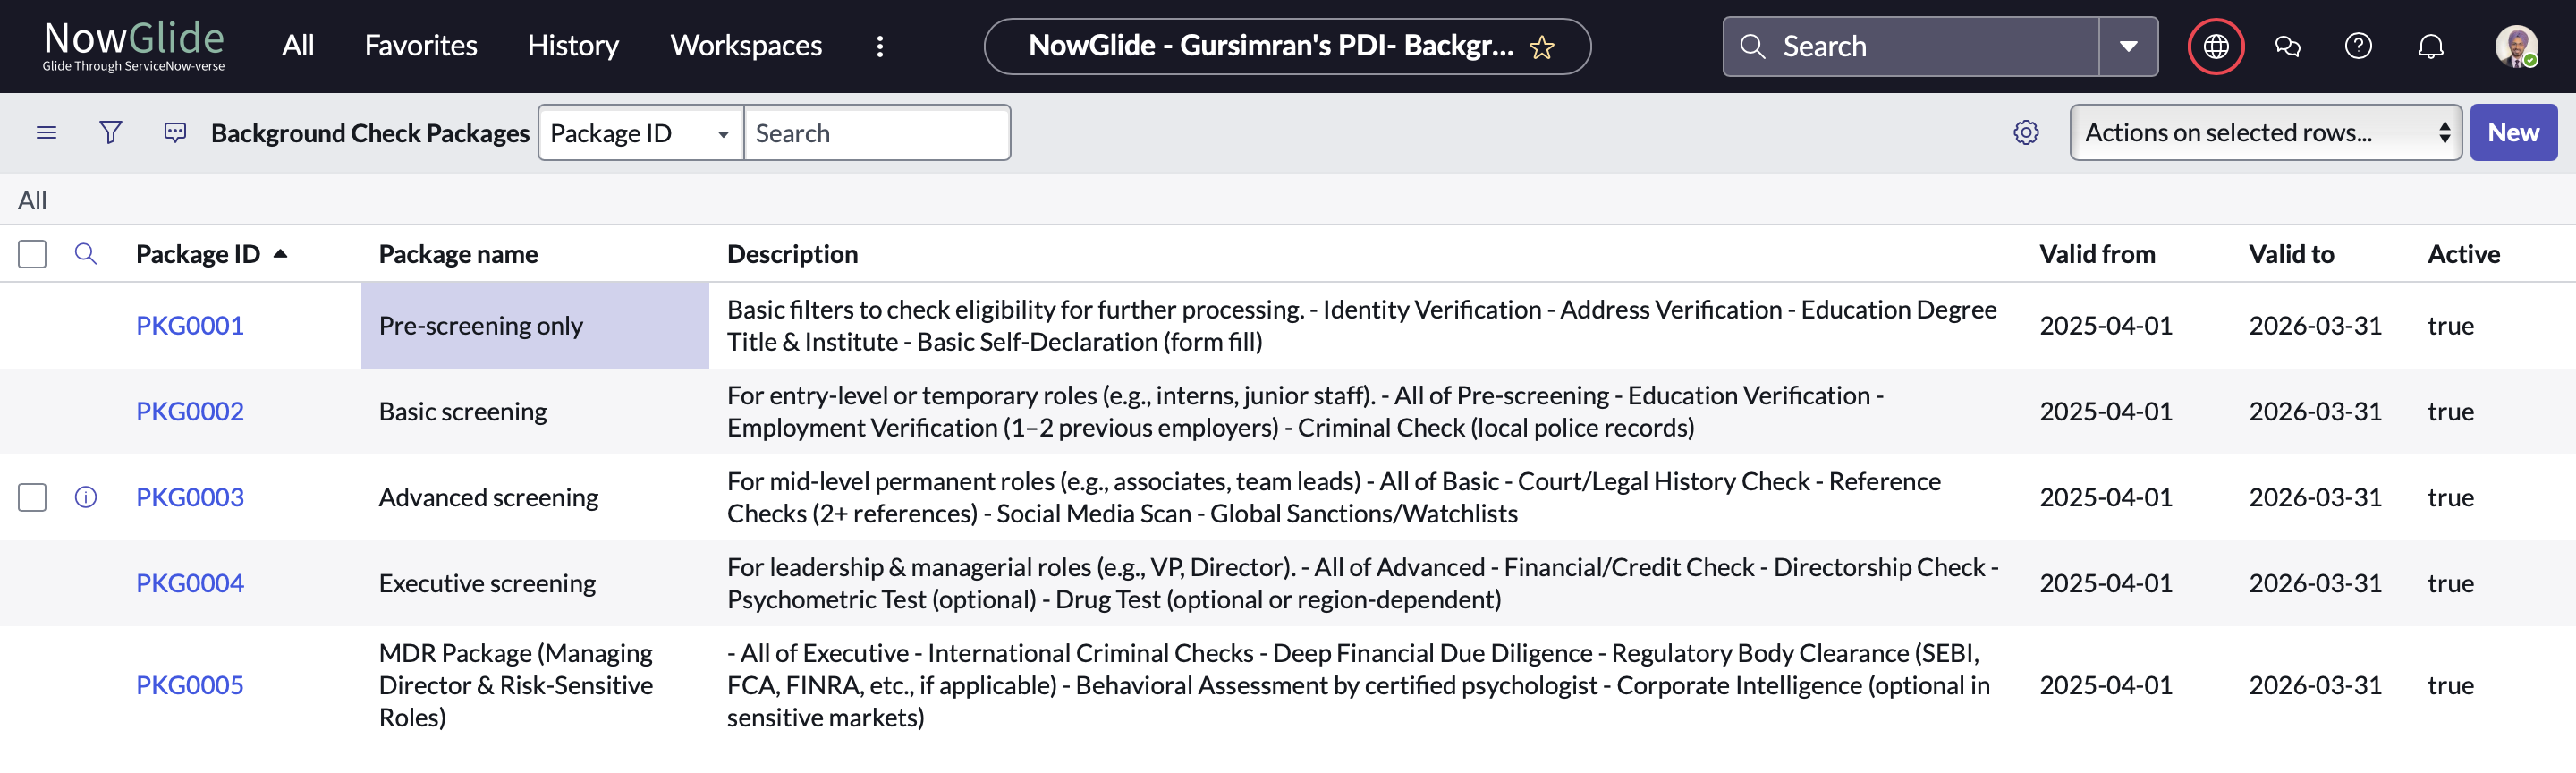 NowGlide
Glide Through ServiceNow-verse
All
Favorites
History
Workspaces
NowGlide - Gursimran's PDI- Backgr...
Search
Background Check Packages
Package ID
Search
Actions on selected rows...
New
All
Package ID
Package name
Description
Valid from
Valid to
Active
PKG0001
Pre-screening only
Basic filters to check eligibility for further processing. - Identity Verification - Address Verification - Education Degree
Title & Institute - Basic Self-Declaration (form fill)
2025-04-01
2026-03-31
true
PKG0002
Basic screening
For entry-level or temporary roles (e.g., interns, junior staff). - All of Pre-screening - Education Verification -
Employment Verification (1–2 previous employers) - Criminal Check (local police records)
2025-04-01
2026-03-31
true
PKG0003
Advanced screening
For mid-level permanent roles (e.g., associates, team leads) - All of Basic - Court/Legal History Check - Reference
Checks (2+ references) - Social Media Scan - Global Sanctions/Watchlists
2025-04-01
2026-03-31
true
PKG0004
Executive screening
For leadership & managerial roles (e.g., VP, Director). - All of Advanced - Financial/Credit Check - Directorship Check -
Psychometric Test (optional) - Drug Test (optional or region-dependent)
2025-04-01
2026-03-31
true
PKG0005
MDR Package (Managing
Director & Risk-Sensitive
Roles)
- All of Executive - International Criminal Checks - Deep Financial Due Diligence - Regulatory Body Clearance (SEBI,
FCA, FINRA, etc., if applicable) - Behavioral Assessment by certified psychologist - Corporate Intelligence (optional in
sensitive markets)
2025-04-01
2026-03-31
true